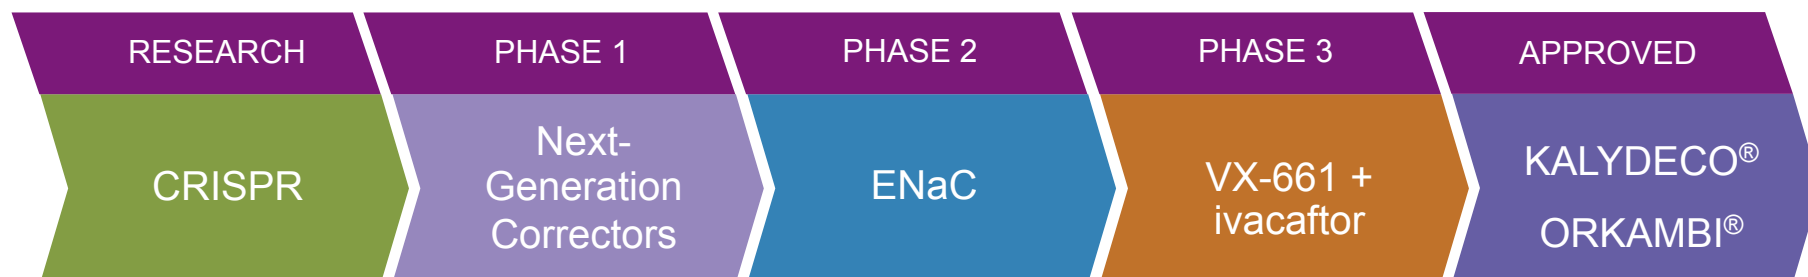 RESEARCH
PHASE 1
PHASE 2
PHASE 3
APPROVED
CRISPR
Next-
Generation
Correctors
ENaC
VX-661 +
ivacaftor
KALYDECO®
ORKAMBI®